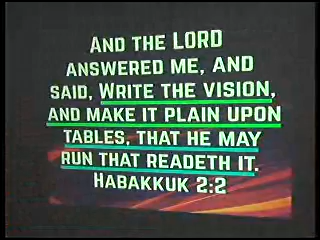 AND THE LORD
ANSWERED ME, AND
SAID, WRITE THE VISION,
AND MAKE IT PLAIN UPON
TABLES, THAT HE MAY
RUN THAT READETH IT.
HABAKKUK 2:2